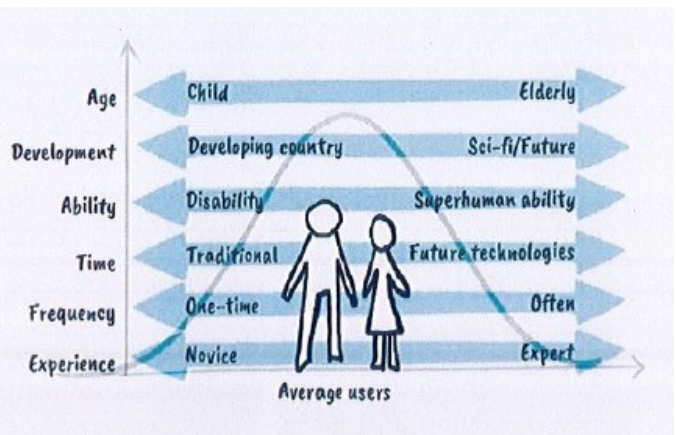 Age Child Elderly
Development Developing country Sci-fi/Future
Ability Disability Superhuman ability
Time Traditional Future technologies
Frequency One-time Often
Experience Novice Expert
Average users